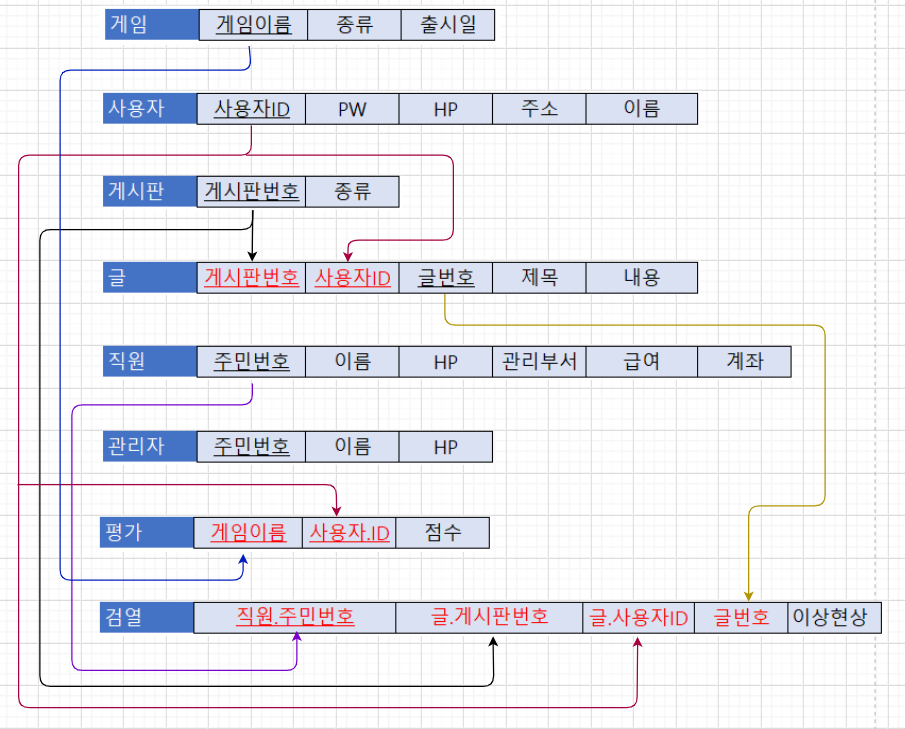 게임 게임이름 종류 출시일
사용자 사용자ID PW HP 주소 이름
게시판 게시판번호 종류
글 게시판번호 사용자ID 글번호 제목 내용
직원 주민번호 이름 HP 관리부서 급여 계좌
관리자 주민번호 이름 HP
평가 게임이름 사용자.ID 점수
검열 직원.주민번호 글.게시판번호 글.사용자ID 글번호 이상현상